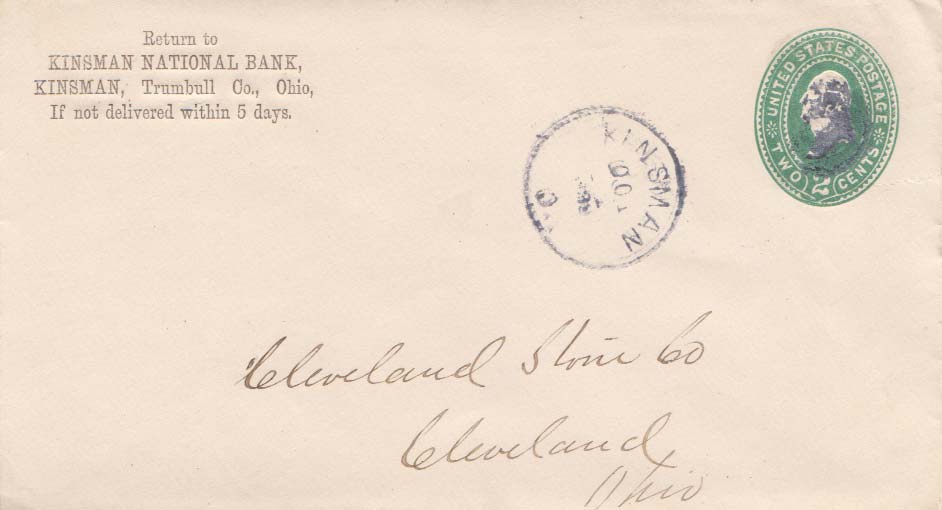 Return to
KINSMAN NATIONAL BANK,
KINSMAN, Trumbull Co., Ohio,
If not delivered within 5 days.
UNITED STATES POSTAGE
TWO 2 CENTS
KINSMAN
O.
Cleveland Stone Co
Cleveland
Ohio